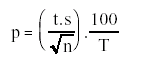 p = ( t.s / √n ) . 100 / T